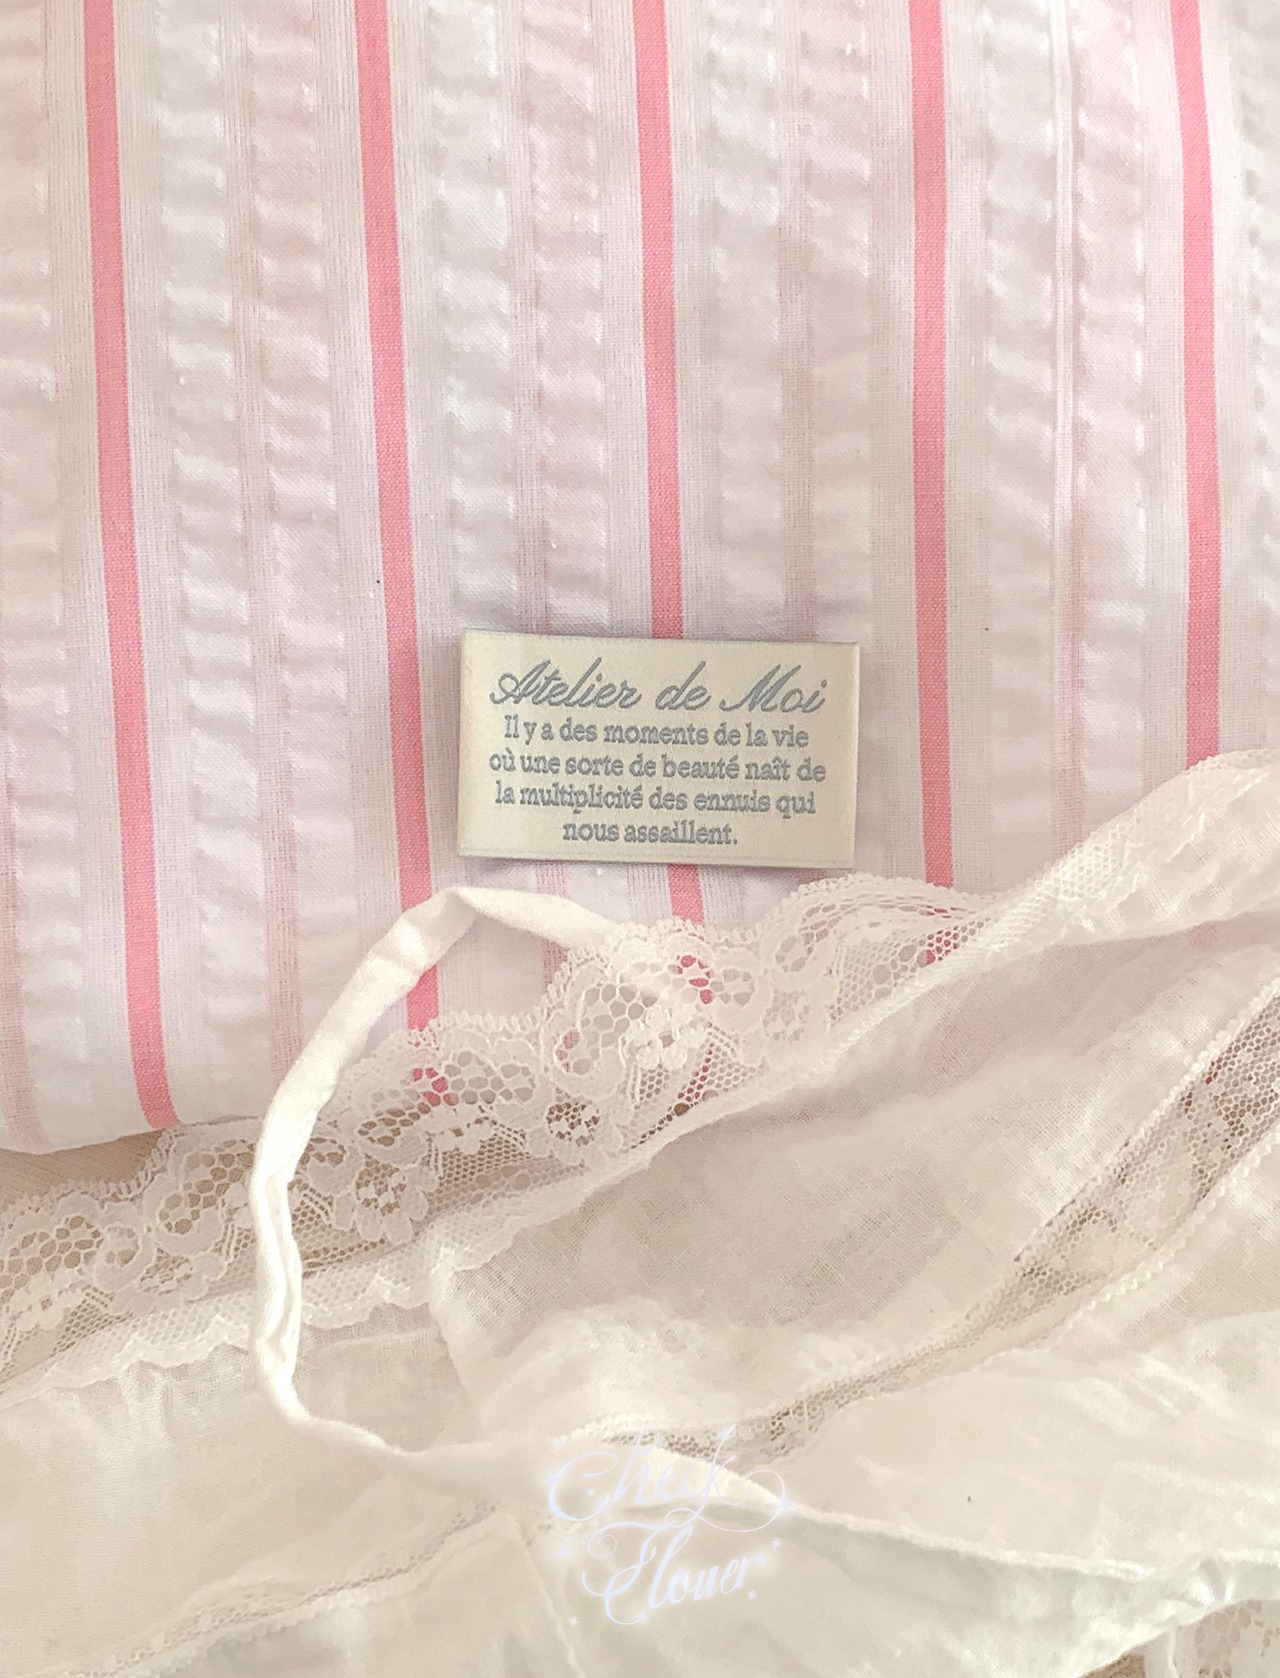 Atelier de Moi
Il y a des moments de la vie
où une sorte de beauté naît de
la multiplicité des ennuis qui
nous assaillent.
Chick
Flower